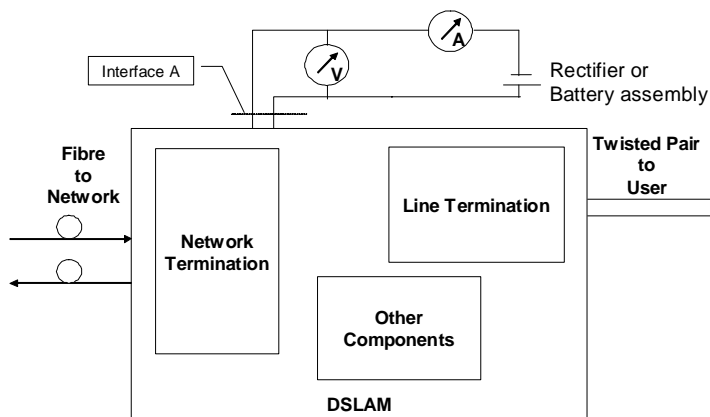 A
V
Interface A
Rectifier or
Battery assembly
Fibre
to
Network
Twisted Pair
to
User
Network
Termination
Line Termination
Other
Components
DSLAM